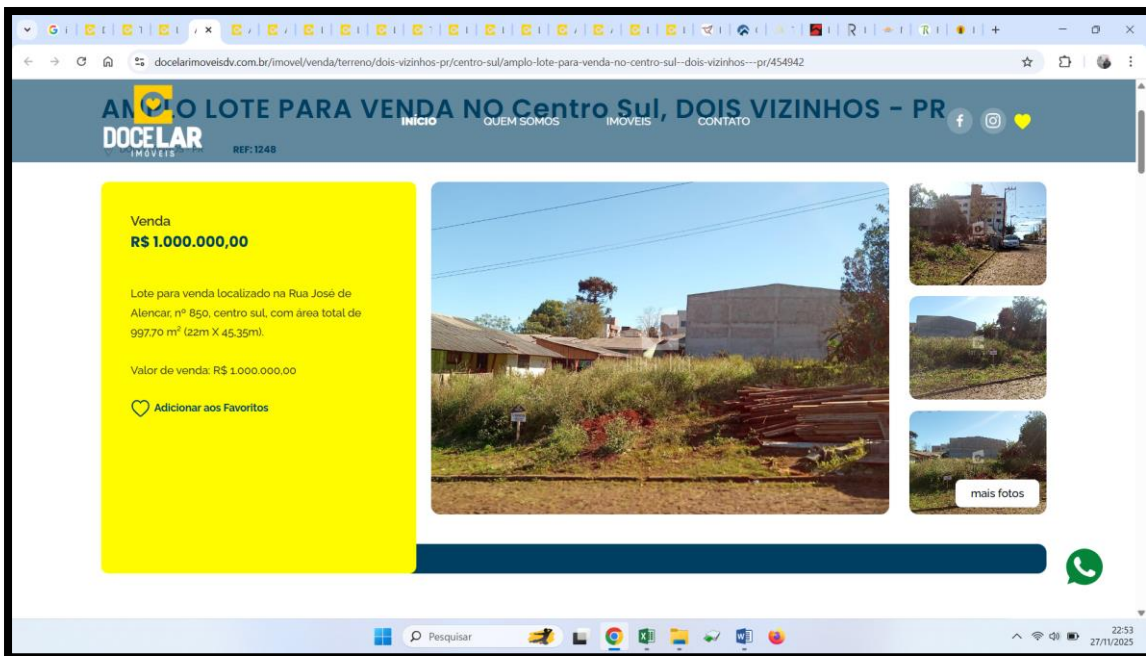 docelarimoveisdv.com.br/imovel/venda/terreno/dois-vizinhos-pr/centro-sul/amplo-lote-para-venda-no-centro-sul--dois-vizinhos---pr/454942
LOTE PARA VENDA NO Centro Sul, DOIS VIZINHOS - PR
DOCELAR
IMÓVEIS
INÍCIO
QUEM SOMOS
IMÓVEIS
CONTATO
REF: 1248
Venda
R$ 1.000.000,00
Lote para venda localizado na Rua José de
Alencar, nº 850, centro sul, com área total de
997,70 m² (22m X 45,35m).
Valor de venda: R$ 1.000.000,00
Adicionar aos Favoritos
mais fotos
Pesquisar
22:53
27/11/2025